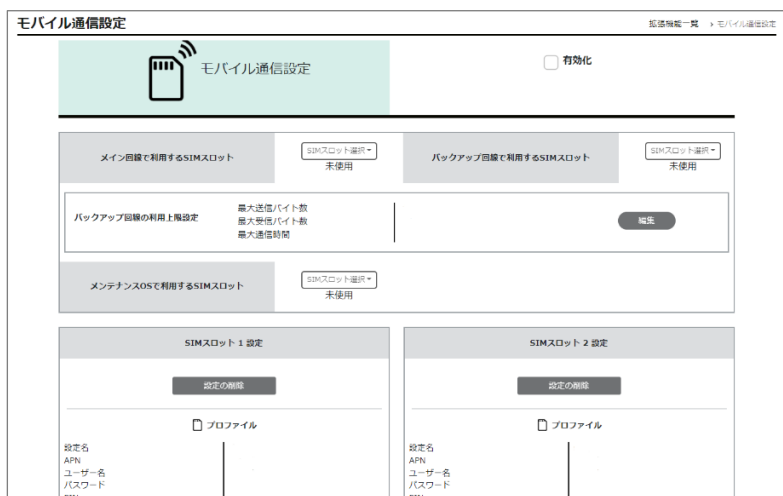 モバイル通信設定
拡張機能一覧 › モバイル通信設定
モバイル通信設定
有効化
メイン回線で利用するSIMスロット
SIMスロット選択
未使用
バックアップ回線で利用するSIMスロット
SIMスロット選択
未使用
バックアップ回線の利用上限設定
最大送信バイト数
最大受信バイト数
最大通信時間
編集
メンテナンスOSで利用するSIMスロット
SIMスロット選択
未使用
SIMスロット 1 設定
設定の削除
プロファイル
設定名
APN
ユーザー名
パスワード
SIMスロット 2 設定
設定の削除
プロファイル
設定名
APN
ユーザー名
パスワード